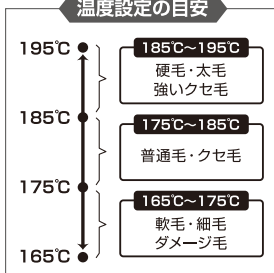 温度設定の目安
195℃
185℃～195℃
硬毛・太毛
強いクセ毛
185℃
175℃～185℃
普通毛・クセ毛
175℃
165℃～175℃
軟毛・細毛
ダメージ毛
165℃